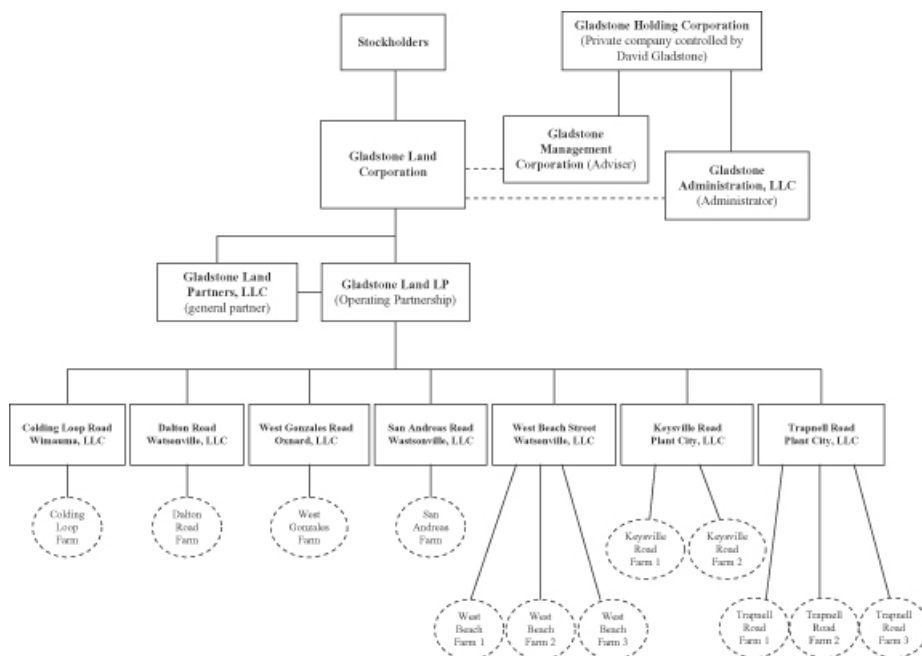 Stockholders
Gladstone Holding Corporation
(Private company controlled by
David Gladstone)
Gladstone Land
Corporation
Gladstone
Management
Corporation (Adviser)
Gladstone
Administration, LLC
(Administrator)
Gladstone Land
Partners, LLC
(general partner)
Gladstone Land LP
(Operating Partnership)
Colding Loop Road
Wimauma, LLC
Dalton Road
Watsonville, LLC
West Gonzales Road
Oxnard, LLC
San Andreas Road
Wastsonville, LLC
West Beach Street
Watsonville, LLC
Keysville Road
Plant City, LLC
Trapnell Road
Plant City, LLC
Colding
Loop
Farm
Dalton
Road
Farm
West
Gonzales
Farm
San
Andreas
Farm
Keysville
Road
Farm 1
Keysville
Road
Farm 2
West
Beach
Farm 1
West
Beach
Farm 2
West
Beach
Farm 3
Trapnell
Road
Farm 1
Trapnell
Road
Farm 2
Trapnell
Road
Farm 3